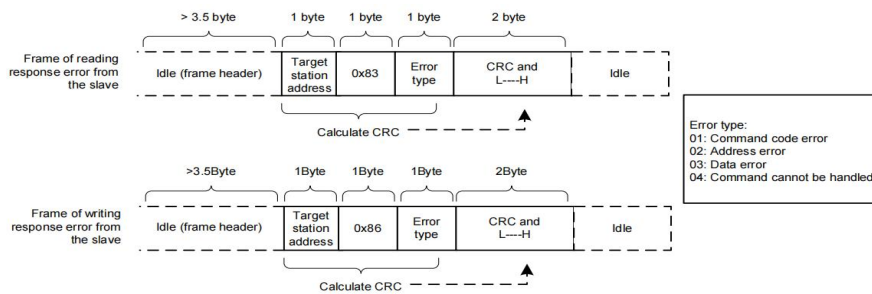 > 3.5 byte 1 byte 1 byte 1 byte 2 byte
Frame of reading
response error from
the slave
Idle (frame header)
Target
station
address
0x83
Error
type
CRC and
L----H
Idle
Calculate CRC
Error type:
01: Command code error
02: Address error
03: Data error
04: Command cannot be handled
>3.5Byte 1Byte 1Byte 1Byte 2Byte
Frame of writing
response error from
the slave
Idle (frame header)
Target
station
address
0x86
Error
type
CRC and
L----H
Idle
Calculate CRC